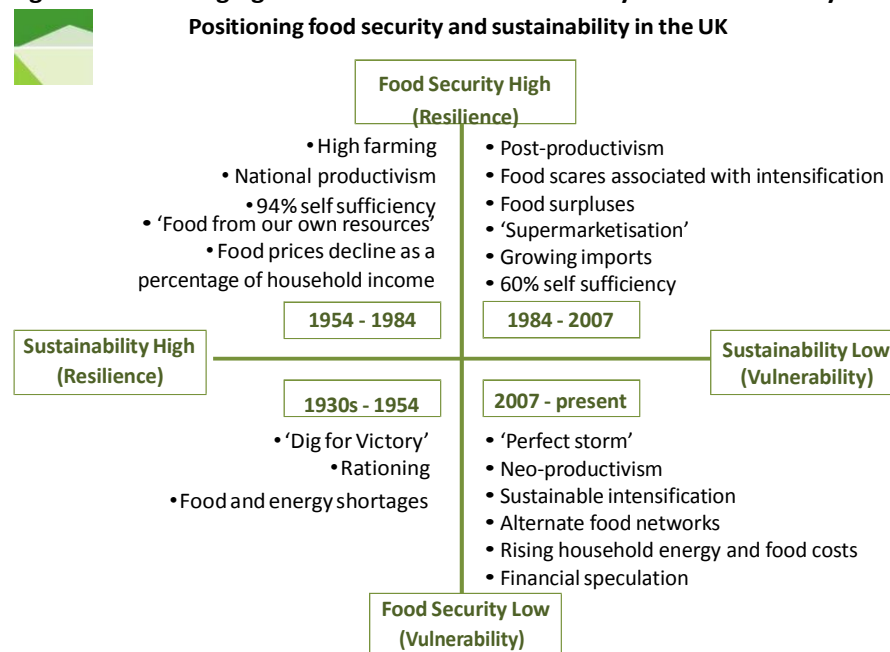 Positioning food security and sustainability in the UK
Food Security High
(Resilience)
• High farming
• National productivism
• 94% self sufficiency
• ‘Food from our own resources’
• Food prices decline as a
percentage of household income
• Post-productivism
• Food scares associated with intensification
• Food surpluses
• ‘Supermarketisation’
• Growing imports
• 60% self sufficiency
1954 - 1984
1984 - 2007
Sustainability High
(Resilience)
Sustainability Low
(Vulnerability)
1930s - 1954
2007 - present
• ‘Dig for Victory’
• Rationing
• Food and energy shortages
• ‘Perfect storm’
• Neo-productivism
• Sustainable intensification
• Alternate food networks
• Rising household energy and food costs
• Financial speculation
Food Security Low
(Vulnerability)